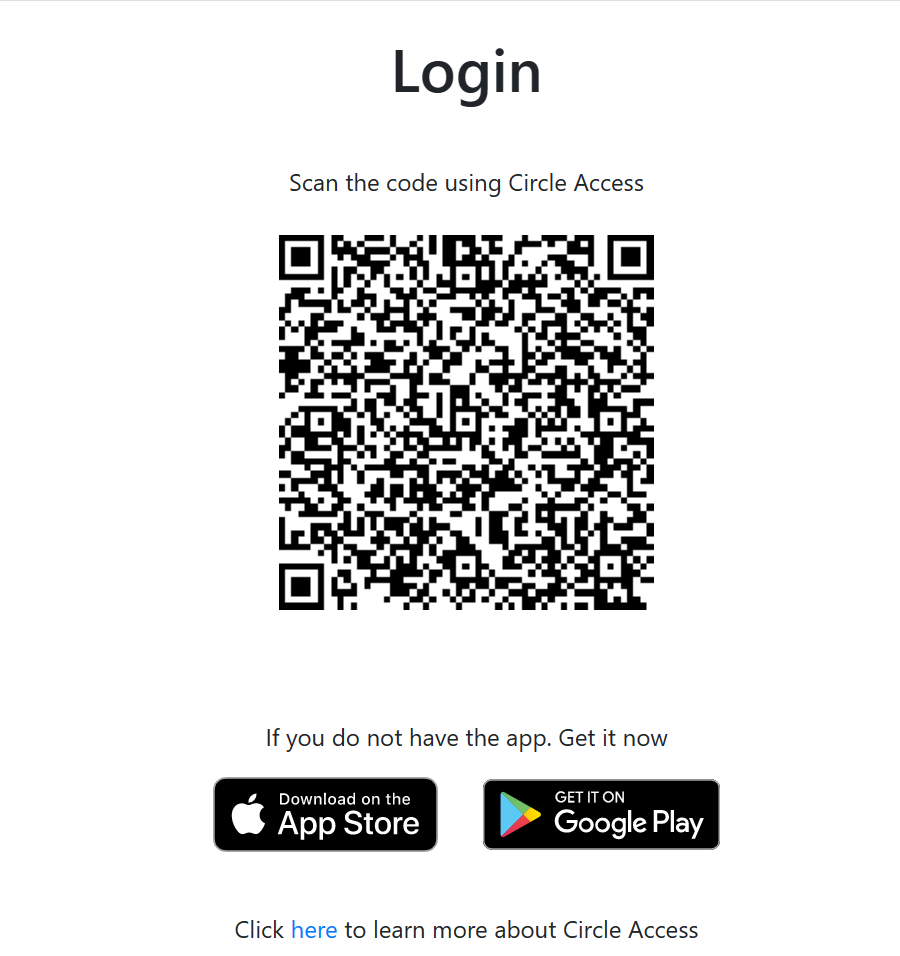 Login
Scan the code using Circle Access
If you do not have the app. Get it now
Download on the
App Store
GET IT ON
Google Play
Click here to learn more about Circle Access